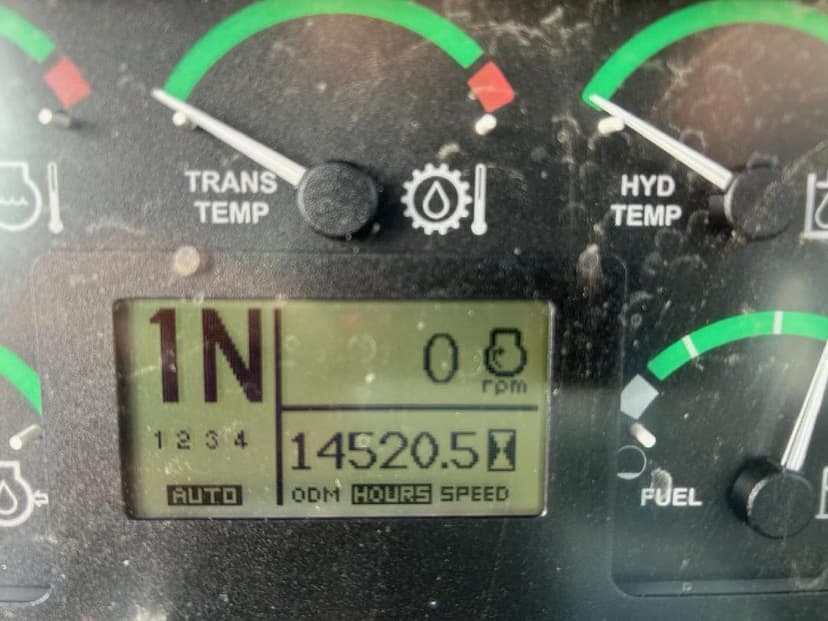 TRANS
TEMP
HYD
TEMP
1N
0
rpm
1 2 3 4
14520.5
AUTO
ODM HOURS SPEED
FUEL